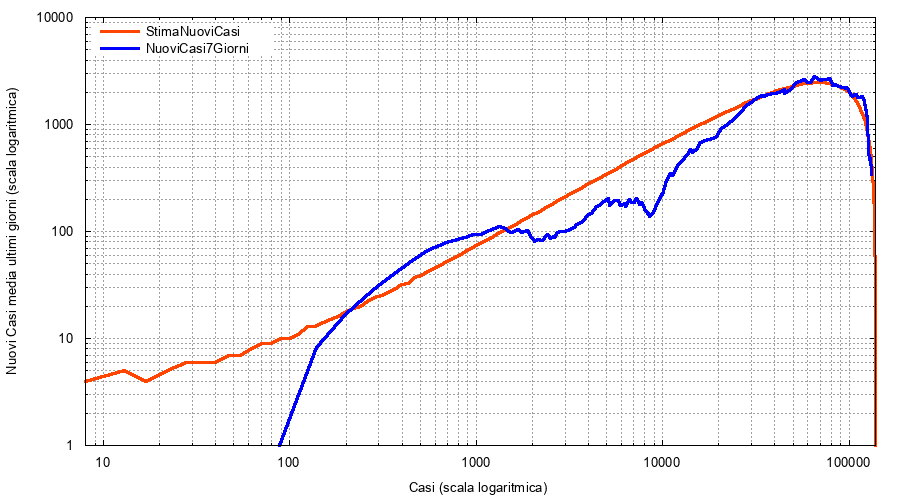 10000
StimaNuoviCasi
NuoviCasi7Giorni
1000
100
10
1
Nuovi Casi media ultimi giorni (scala logaritmica)
10
100
1000
10000
100000
Casi (scala logaritmica)